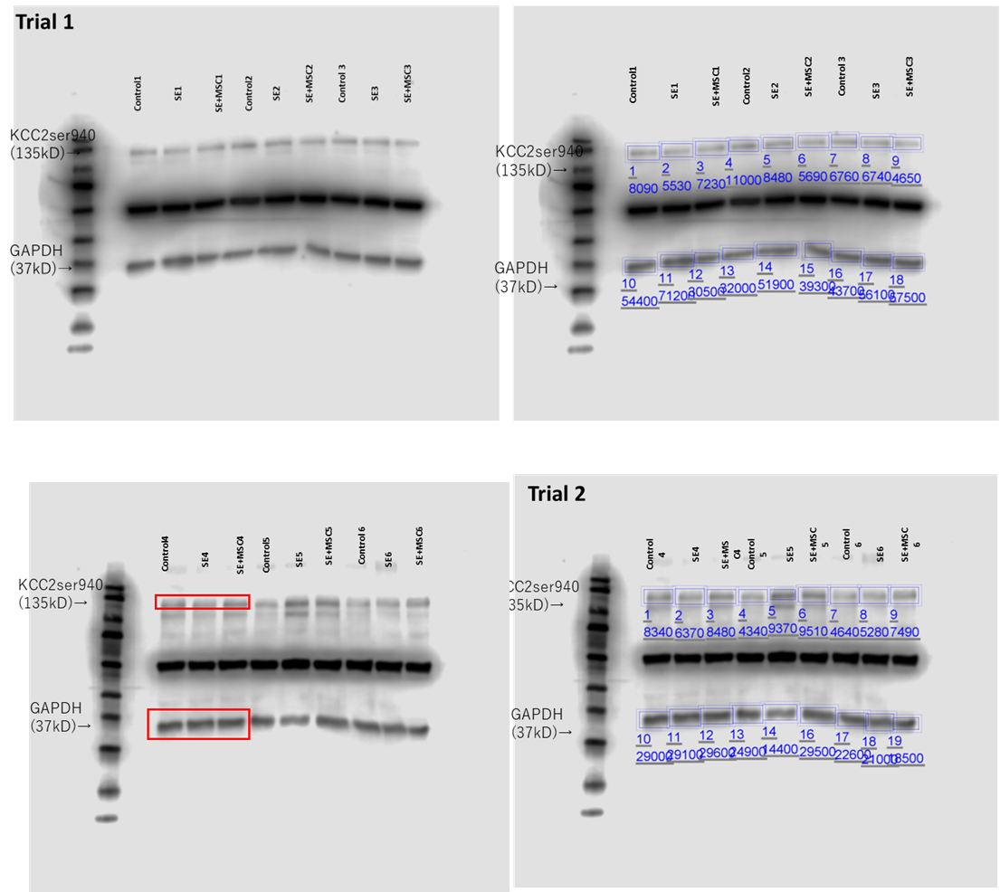 Trial 1
Control1
SE1
SE+MSC1
Control2
SE2
SE+MSC2
Control 3
SE3
SE+MSC3
KCC2ser940
(135kD)→
GAPDH
(37kD)→
Control1
SE1
SE+MSC1
Control2
SE2
SE+MSC2
Control 3
SE3
SE+MSC3
KCC2ser940
(135kD)→
1 2 3 4 5 6 7 8 9
8090 5530 7230 11000 8480 5690 6760 6740 4650
GAPDH
(37kD)→
10 11 12 13 14 15 16 17 18
54400 71200 30500 32000 51900 39300 43700 56100 57500
Control4
SE4
SE+MSC4
Control5
SE5
SE+MSC5
Control 6
SE6
SE+MSC6
KCC2ser940
(135kD)→
GAPDH
(37kD)→
Trial 2
Control
4
SE4
SE+MS
C4
Control
5
SE5
SE+MSC
5
Control
6
SE6
SE+MSC
6
CC2ser940
35kD)→
1 2 3 4 5 6 7 8 9
8340 6370 8480 4340 9370 9510 4640 5280 7490
GAPDH
(37kD)→
10 11 12 13 14 16 17 18 19
29000 29100 29600 24900 14400 29500 22600 21000 18500